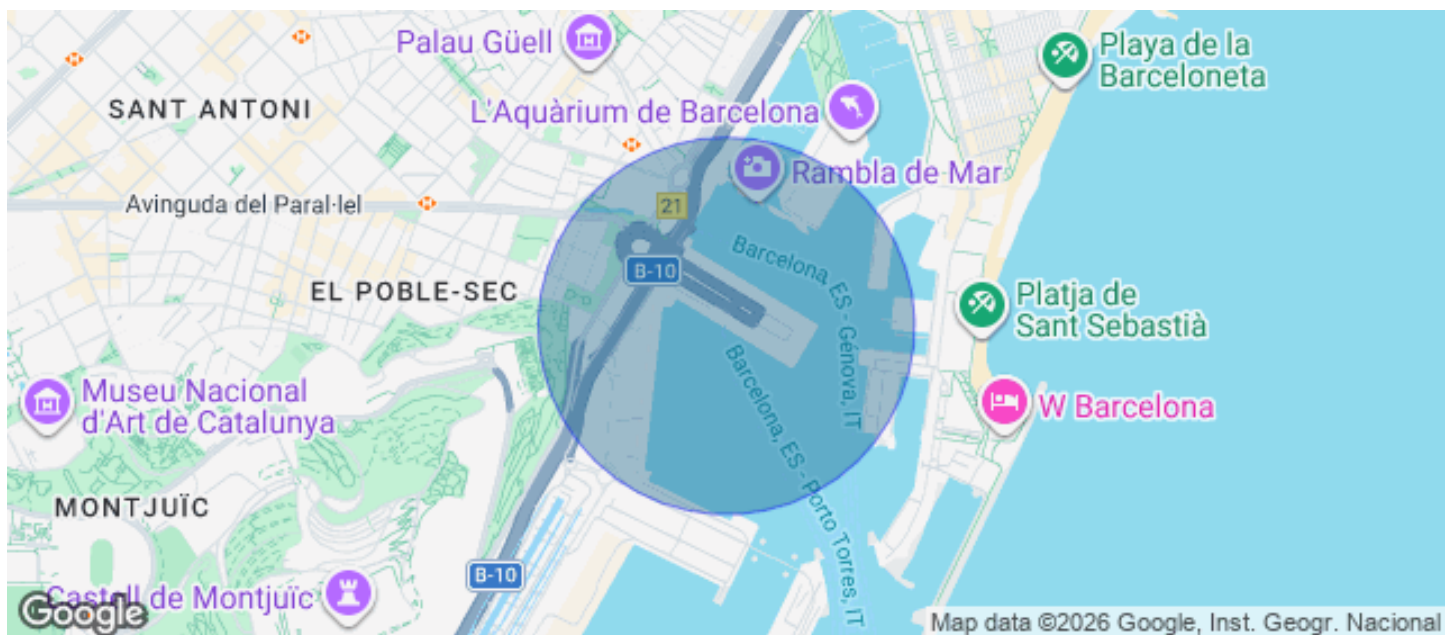 Palau Güell
Playa de la
Barceloneta
SANT ANTONI
L'Aquàrium de Barcelona
Rambla de Mar
Avinguda del Paral·lel
21
Barcelona, ES - Génova, IT
B-10
EL POBLE-SEC
Platja de
Sant Sebastià
Barcelona, ES - Porto Torres, IT
Museu Nacional
d'Art de Catalunya
W Barcelona
MONTJUÏC
B-10
Castell de Montjuïc
Google
Map data ©2026 Google, Inst. Geogr. Nacional